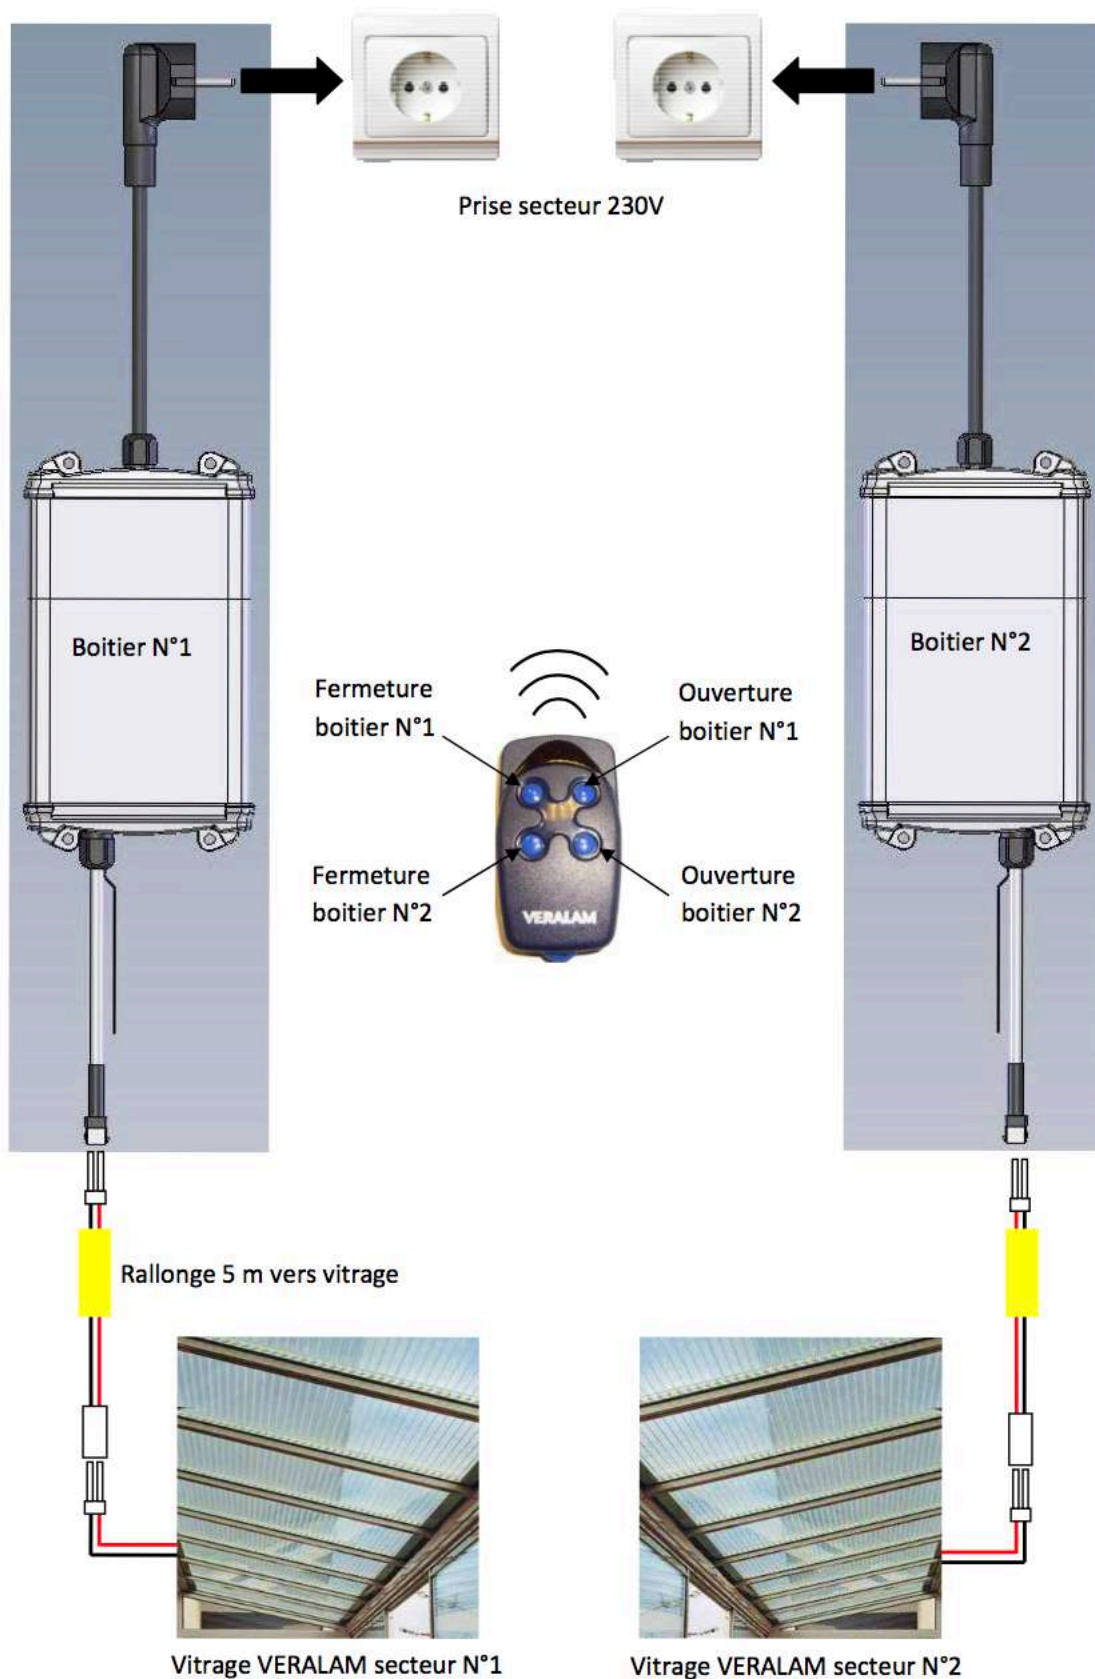 Prise secteur 230V
Boitier N°1
Boitier N°2
Fermeture
boitier N°1
Ouverture
boitier N°1
Fermeture
boitier N°2
Ouverture
boitier N°2
VERALAM
Rallonge 5 m vers vitrage
Vitrage VERALAM secteur N°1
Vitrage VERALAM secteur N°2